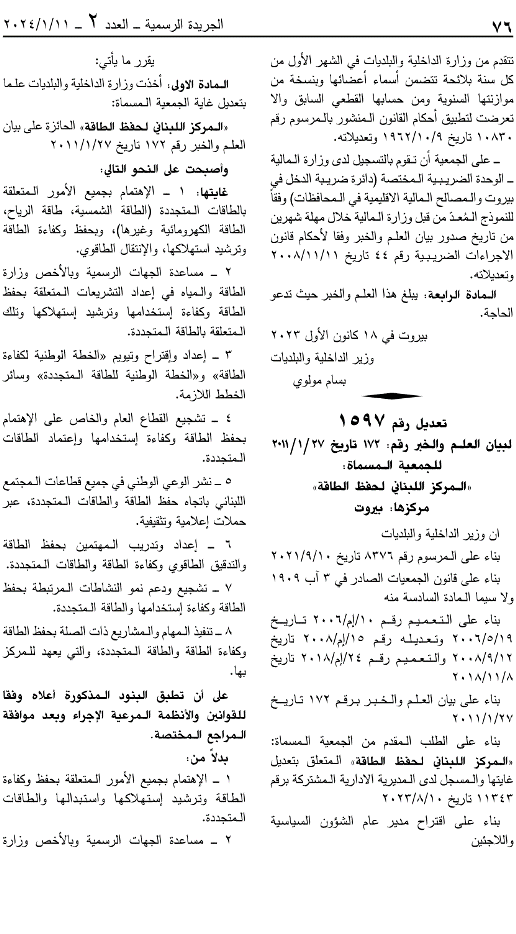 ٧٦
الجريدة الرسمية ــ العدد ٢ ــ ٢٠٢٤/١/١١
تتقدم من وزارة الداخلية والبلديات في الشهر الأول من
كل سنة بلائحة تتضمن أسماء أعضائها وبنسخة من
موازنتها السنوية ومن حسابها القطعي السابق والا
تعرضت لتطبيق أحكام القانون المنشور بالمرسوم رقم
١٠٨٣٠ تاريخ ١٩٦٢/١٠/٩ وتعديلاته.
ــ على الجمعية أن تقوم بالتسجيل لدى وزارة المالية
ــ الوحدة الضريبية المختصة (دائرة ضريبة الدخل في
بيروت والمصالح المالية الاقليمية في المحافظات) وفقاً
للنموذج المُعدّ من قبل وزارة المالية خلال مهلة شهرين
من تاريخ صدور بيان العلم والخبر وفقا لأحكام قانون
الاجراءات الضريبية رقم ٤٤ تاريخ ٢٠٠٨/١١/١١
وتعديلاته.
المادة الرابعة: يبلغ هذا العلم والخبر حيث تدعو
الحاجة.
بيروت في ١٨ كانون الأول ٢٠٢٣
وزير الداخلية والبلديات
بسام مولوي
تعديل رقم ١٥٩٧
لبيان العلم والخبر رقم: ١٧٢ تاريخ ٢٠١١/١/٢٧
للجمعية المسماة:
«المركز اللبناني لحفظ الطاقة»
مركزها: بيروت
ان وزير الداخلية والبلديات
بناء على المرسوم رقم ٨٣٧٦ تاريخ ٢٠٢١/٩/١٠
بناء على قانون الجمعيات الصادر في ٣ آب ١٩٠٩
ولا سيما المادة السادسة منه
بناء على التعميم رقم ١٠/إم/٢٠٠٦ تاريخ
٢٠٠٦/٥/١٩ وتعديله رقم ١٥/إم/٢٠٠٨ تاريخ
٢٠٠٨/٩/١٢ والتعميم رقم ٢٤/إم/٢٠١٨ تاريخ
٢٠١٨/١١/٨
بناء على بيان العلم والخبر برقم ١٧٢ تاريخ
٢٠١١/١/٢٧
بناء على الطلب المقدم من الجمعية المسماة:
«المركز اللبناني لحفظ الطاقة» المتعلق بتعديل
غايتها والمسجل لدى المديرية الادارية المشتركة برقم
١١٣٤٣ تاريخ ٢٠٢٣/٨/١٠
بناء على اقتراح مدير عام الشؤون السياسية
واللاجئين
يقرر ما يأتي:
المادة الاولى: أخذت وزارة الداخلية والبلديات علما
بتعديل غاية الجمعية المسماة:
«المركز اللبناني لحفظ الطاقة» الحائزة على بيان
العلم والخبر رقم ١٧٢ تاريخ ٢٠١١/١/٢٧
وأصبحت على النحو التالي:
غايتها: ١ ــ الإهتمام بجميع الأمور المتعلقة
بالطاقات المتجددة (الطاقة الشمسية، طاقة الرياح،
الطاقة الكهرومائية وغيرها)، وبحفظ وكفاءة الطاقة
وترشيد استهلاكها، والإنتقال الطاقوي.
٢ ــ مساعدة الجهات الرسمية وبالأخص وزارة
الطاقة والمياه في إعداد التشريعات المتعلقة بحفظ
الطاقة وكفاءة إستخدامها وترشيد إستهلاكها وتلك
المتعلقة بالطاقة المتجددة.
٣ ــ إعداد وإقتراح وتيويم «الخطة الوطنية لكفاءة
الطاقة» و«الخطة الوطنية للطاقة المتجددة» وسائر
الخطط اللازمة.
٤ ــ تشجيع القطاع العام والخاص على الإهتمام
بحفظ الطاقة وكفاءة إستخدامها وإعتماد الطاقات
المتجددة.
٥ ــ نشر الوعي الوطني في جميع قطاعات المجتمع
اللبناني باتجاه حفظ الطاقة والطاقات المتجددة، عبر
حملات إعلامية وتثقيفية.
٦ ــ إعداد وتدريب المهتمين بحفظ الطاقة
والتدقيق الطاقوي وكفاءة الطاقة والطاقات المتجددة.
٧ ــ تشجيع ودعم نمو النشاطات المرتبطة بحفظ
الطاقة وكفاءة إستخدامها والطاقة المتجددة.
٨ ــ تنفيذ المهام والمشاريع ذات الصلة بحفظ الطاقة
وكفاءة الطاقة والطاقة المتجددة، والتي يعهد للمركز
بها.
على أن تطبق البنود المذكورة أعلاه وفقا
للقوانين والأنظمة المرعية الإجراء وبعد موافقة
المراجع المختصة.
بدلاً من:
١ ــ الإهتمام بجميع الأمور المتعلقة بحفظ وكفاءة
الطاقة وترشيد إستهلاكها واستبدالها والطاقات
المتجددة.
٢ ــ مساعدة الجهات الرسمية وبالأخص وزارة